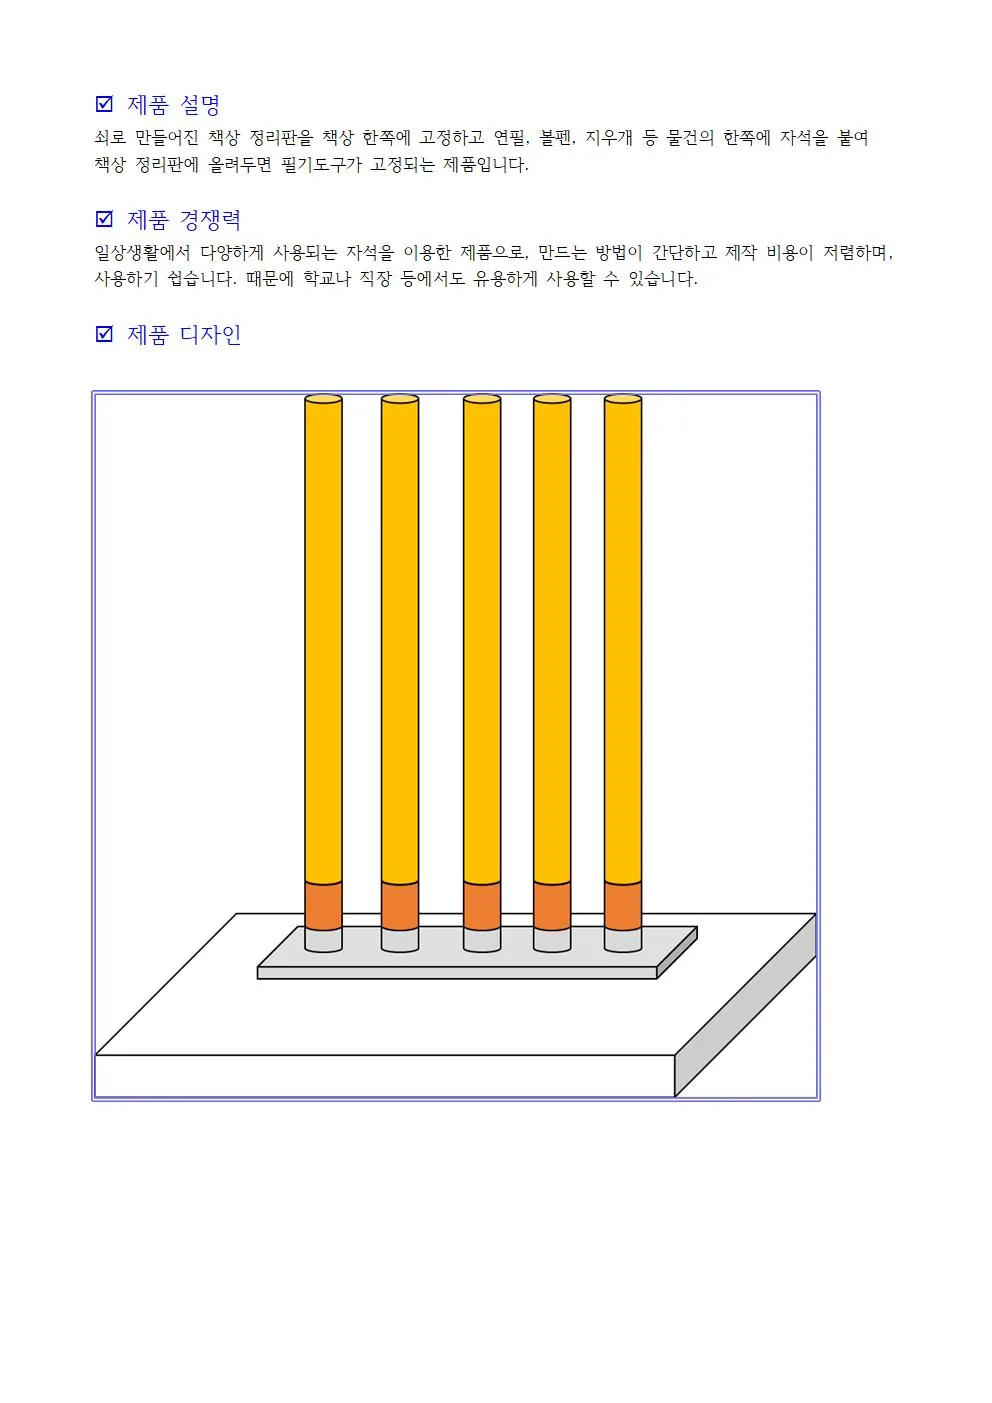 ☑ 제품 설명
쇠로 만들어진 책상 정리판을 책상 한쪽에 고정하고 연필, 볼펜, 지우개 등 물건의 한쪽에 자석을 붙여
책상 정리판에 올려두면 필기도구가 고정되는 제품입니다.
☑ 제품 경쟁력
일상생활에서 다양하게 사용되는 자석을 이용한 제품으로, 만드는 방법이 간단하고 제작 비용이 저렴하며,
사용하기 쉽습니다. 때문에 학교나 직장 등에서도 유용하게 사용할 수 있습니다.
☑ 제품 디자인